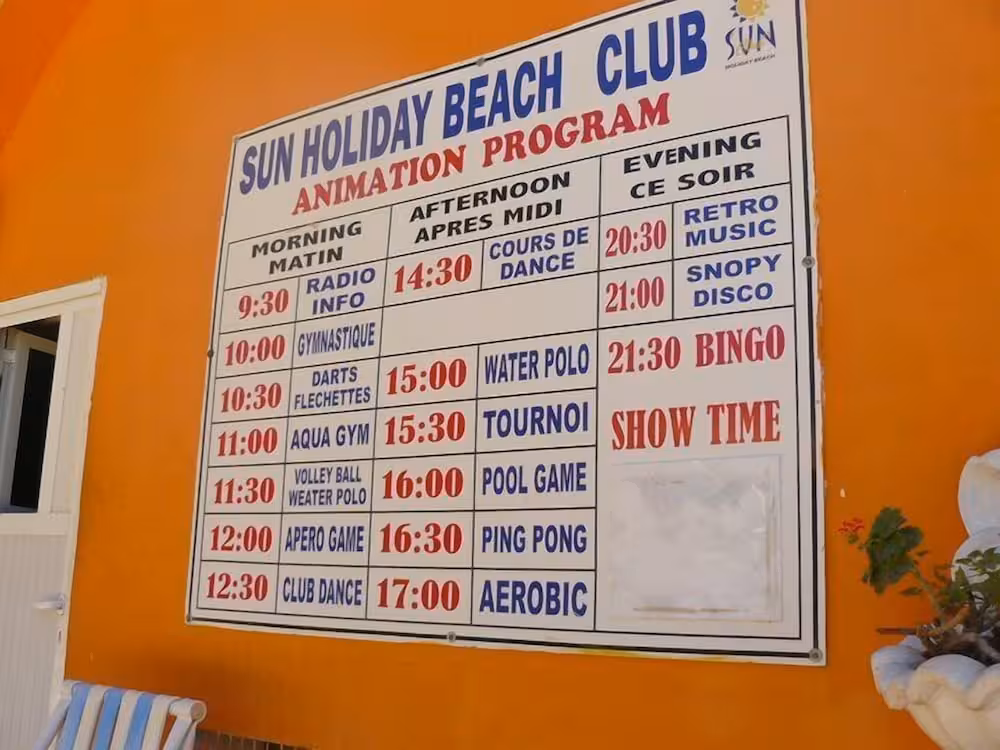 SUN HOLIDAY BEACH CLUB
SUN
HOLIDAY BEACH
ANIMATION PROGRAM
MORNING
MATIN
9:30 RADIO
INFO
10:00 GYMNASTIQUE
10:30 DARTS
FLECHETTES
11:00 AQUA GYM
11:30 VOLLEY BALL
WEATER POLO
12:00 APERO GAME
12:30 CLUB DANCE
AFTERNOON
APRES MIDI
14:30 COURS DE
DANCE
15:00 WATER POLO
15:30 TOURNOI
16:00 POOL GAME
16:30 PING PONG
17:00 AEROBIC
EVENING
CE SOIR
20:30 RETRO
MUSIC
21:00 SNOPY
DISCO
21:30 BINGO
SHOW TIME